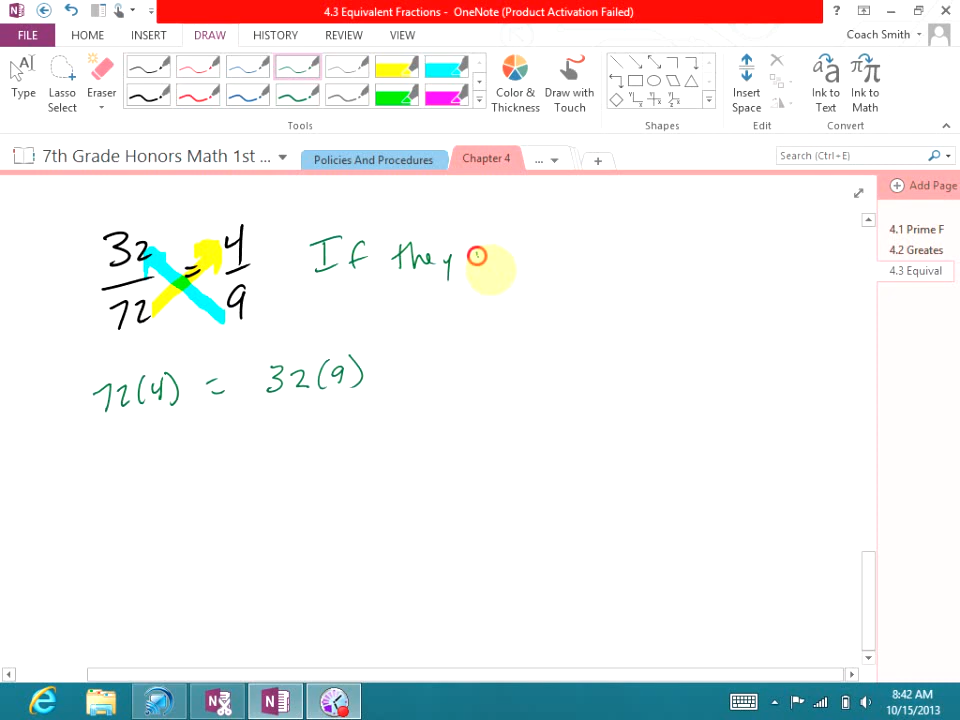 4.3 Equivalent Fractions - OneNote (Product Activation Failed)
FILE HOME INSERT DRAW HISTORY REVIEW VIEW Coach Smith
Type
Lasso Select
Eraser
Color & Thickness
Draw with Touch
Insert Space
Ink to Text
Ink to Math
Tools Shapes Edit Convert
7th Grade Honors Math 1st ... Policies And Procedures Chapter 4 ... Search (Ctrl+E)
Add Page
4.1 Prime F
4.2 Greates
4.3 Equival
32/72 = 4/9 If they
72(4) = 32(9)
8:42 AM
10/15/2013